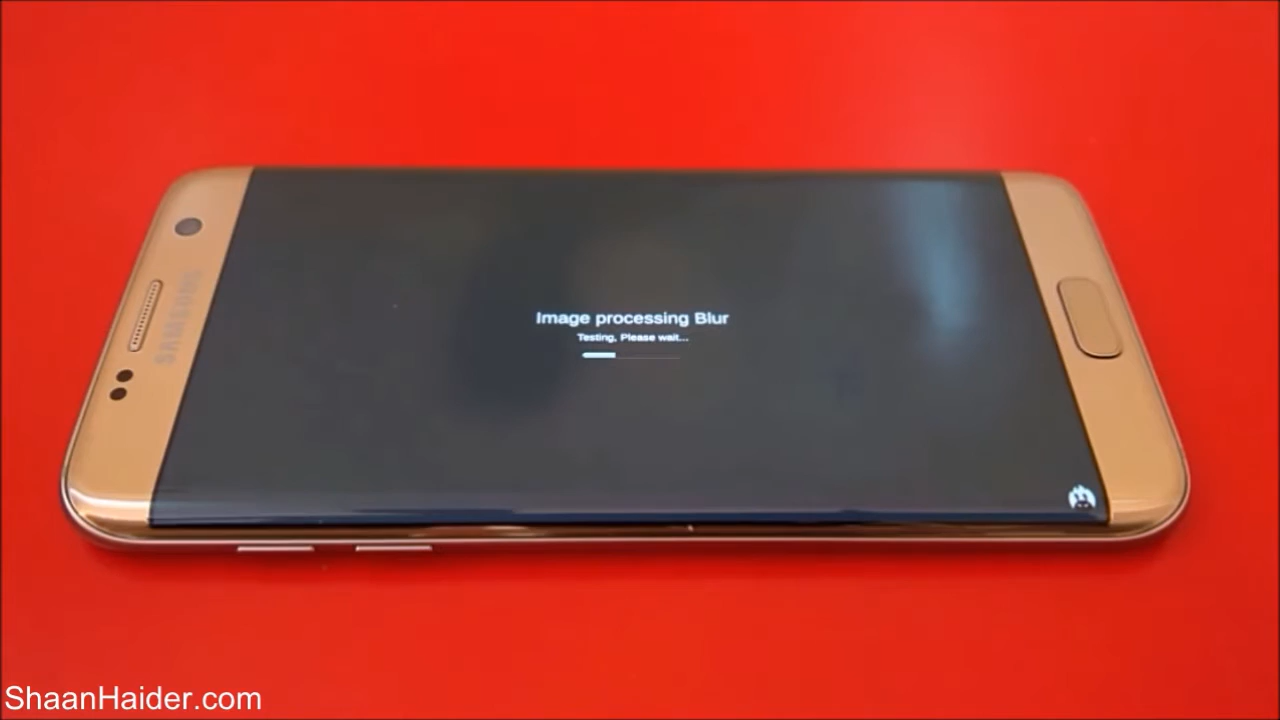 SAMSUNG
Image processing Blur
Testing, Please wait...
ShaanHaider.com